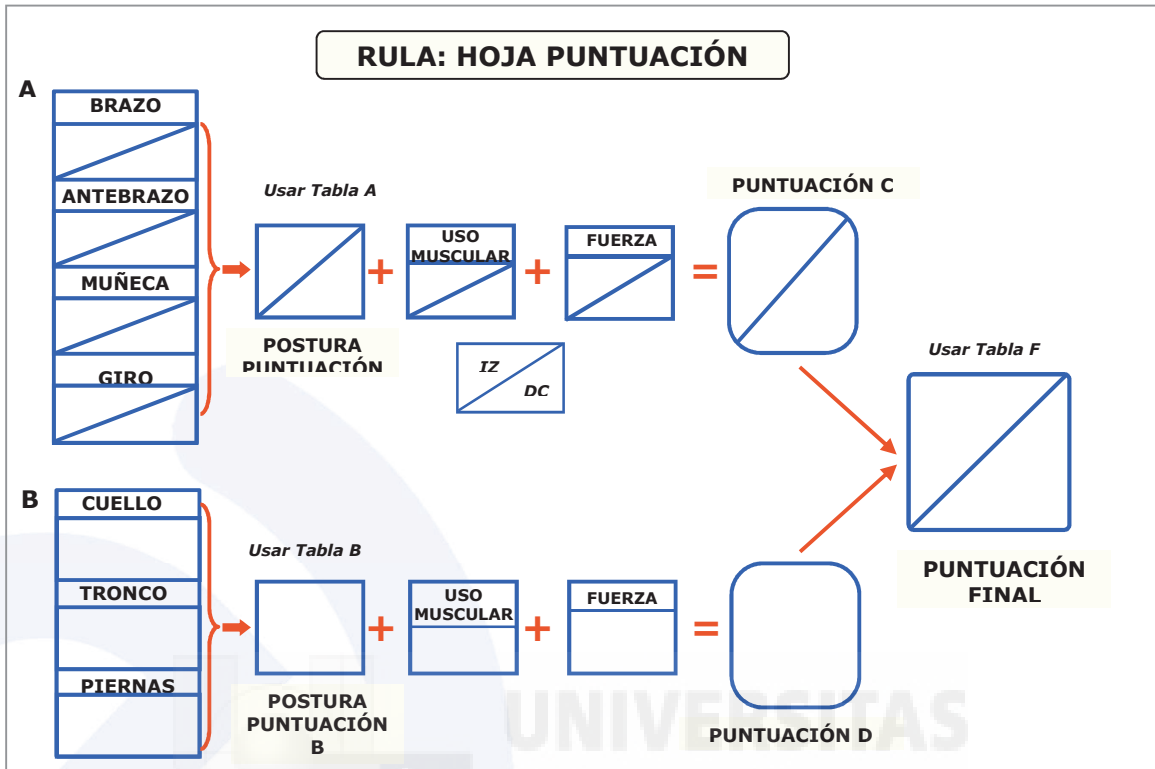 RULA: HOJA PUNTUACIÓN
A
BRAZO
ANTEBRAZO
MUÑECA
GIRO
Usar Tabla A
POSTURA
PUNTUACIÓN
USO
MUSCULAR
FUERZA
IZ
DC
PUNTUACIÓN C
Usar Tabla F
PUNTUACIÓN
FINAL
B
CUELLO
TRONCO
PIERNAS
Usar Tabla B
POSTURA
PUNTUACIÓN
B
USO
MUSCULAR
FUERZA
PUNTUACIÓN D
UNIVERSITAS